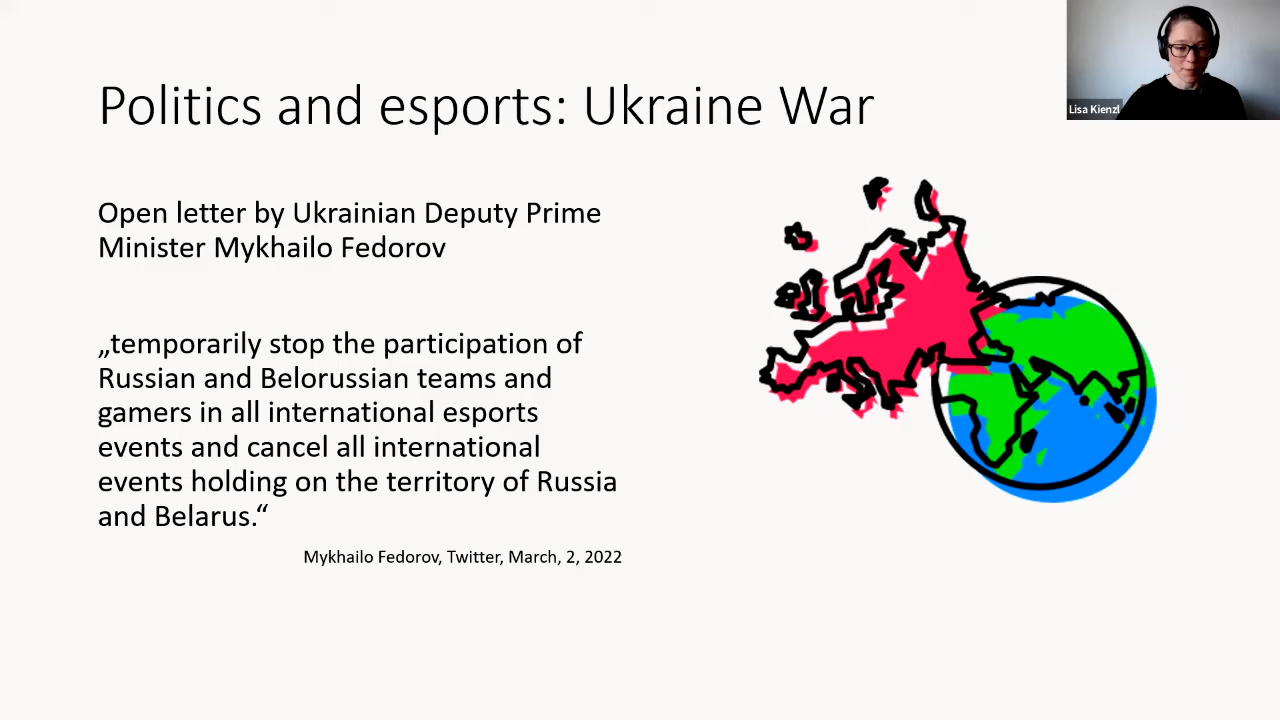 Politics and esports: Ukraine War
Lisa Kienzl
Open letter by Ukrainian Deputy Prime
Minister Mykhailo Fedorov
„temporarily stop the participation of
Russian and Belorussian teams and
gamers in all international esports
events and cancel all international
events holding on the territory of Russia
and Belarus.“
Mykhailo Fedorov, Twitter, March, 2, 2022